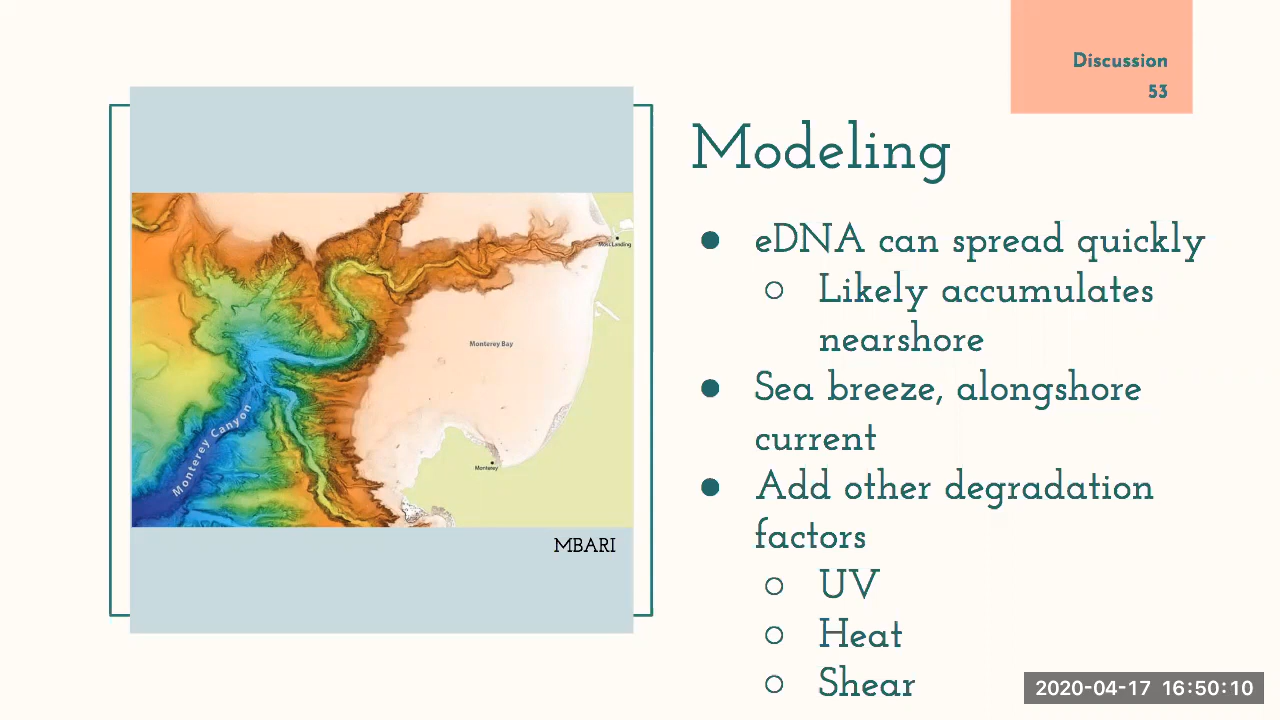 Discussion
53
Modeling
● eDNA can spread quickly
○ Likely accumulates
nearshore
● Sea breeze, alongshore
current
● Add other degradation
factors
○ UV
○ Heat
○ Shear
Moss Landing
Monterey Bay
Monterey Canyon
Monterey
MBARI
2020-04-17 16:50:10